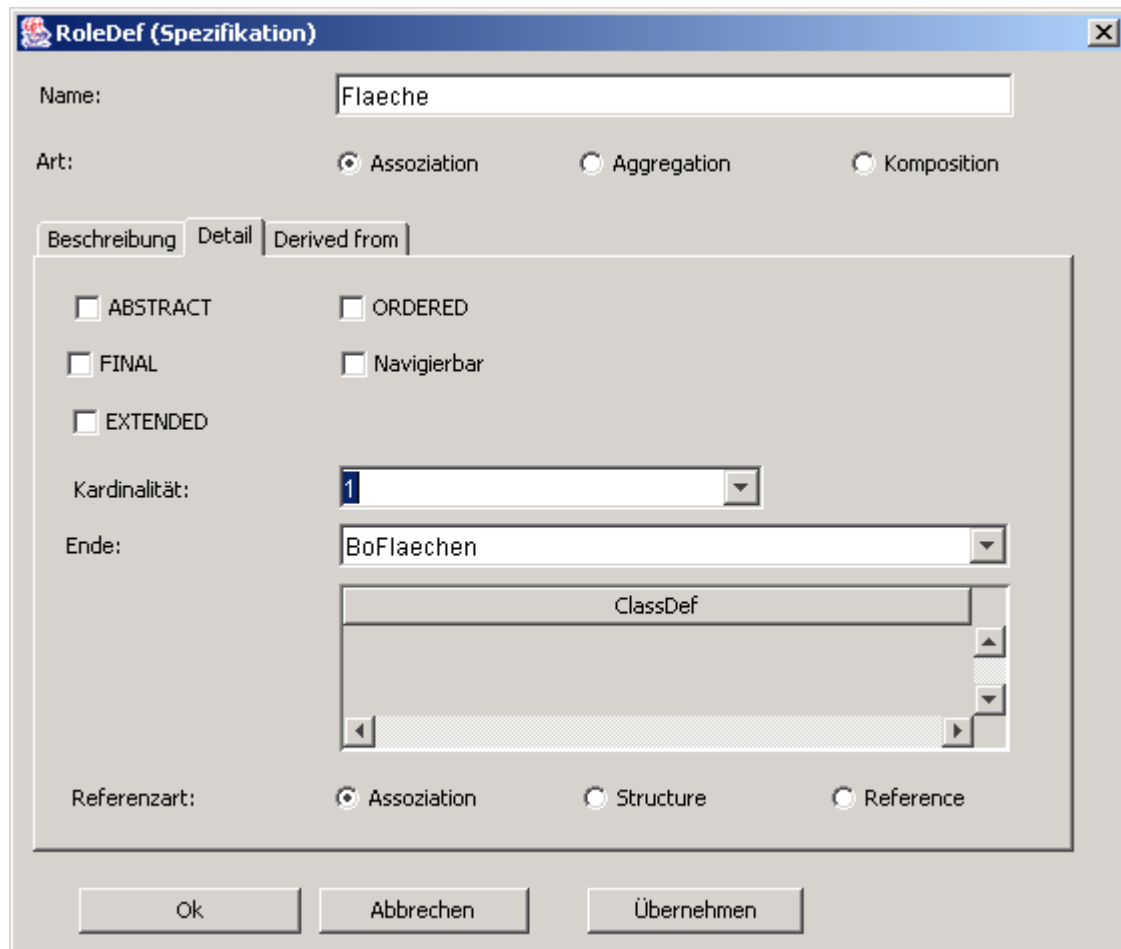 RoleDef (Spezifikation)
Name: Flaeche
Art: Assoziation Aggregation Komposition
Beschreibung Detail Derived from
ABSTRACT ORDERED
FINAL Navigierbar
EXTENDED
Kardinalität: 1
Ende: BoFlaechen
ClassDef
Referenzart: Assoziation Structure Reference
Ok Abbrechen Übernehmen